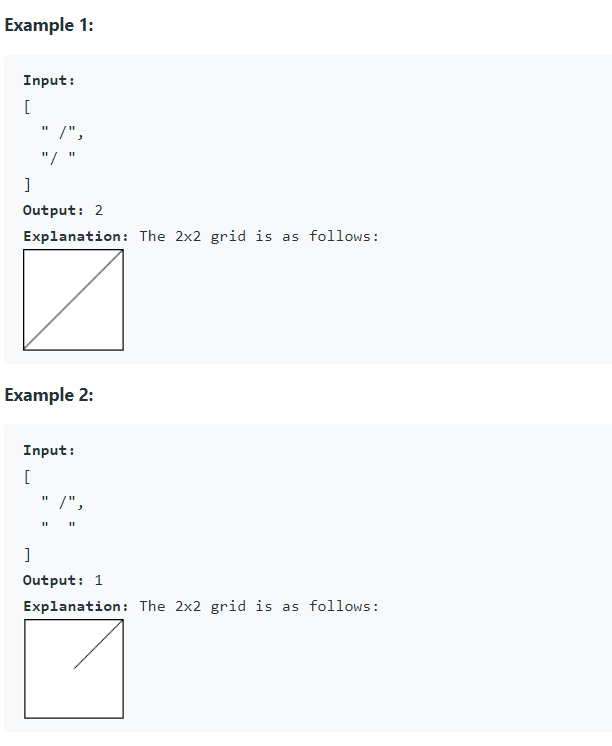 Example 1:
Input:
[
  " /",
  "/ "
]
Output: 2
Explanation: The 2x2 grid is as follows:
Example 2:
Input:
[
  " /",
  "  "
]
Output: 1
Explanation: The 2x2 grid is as follows: